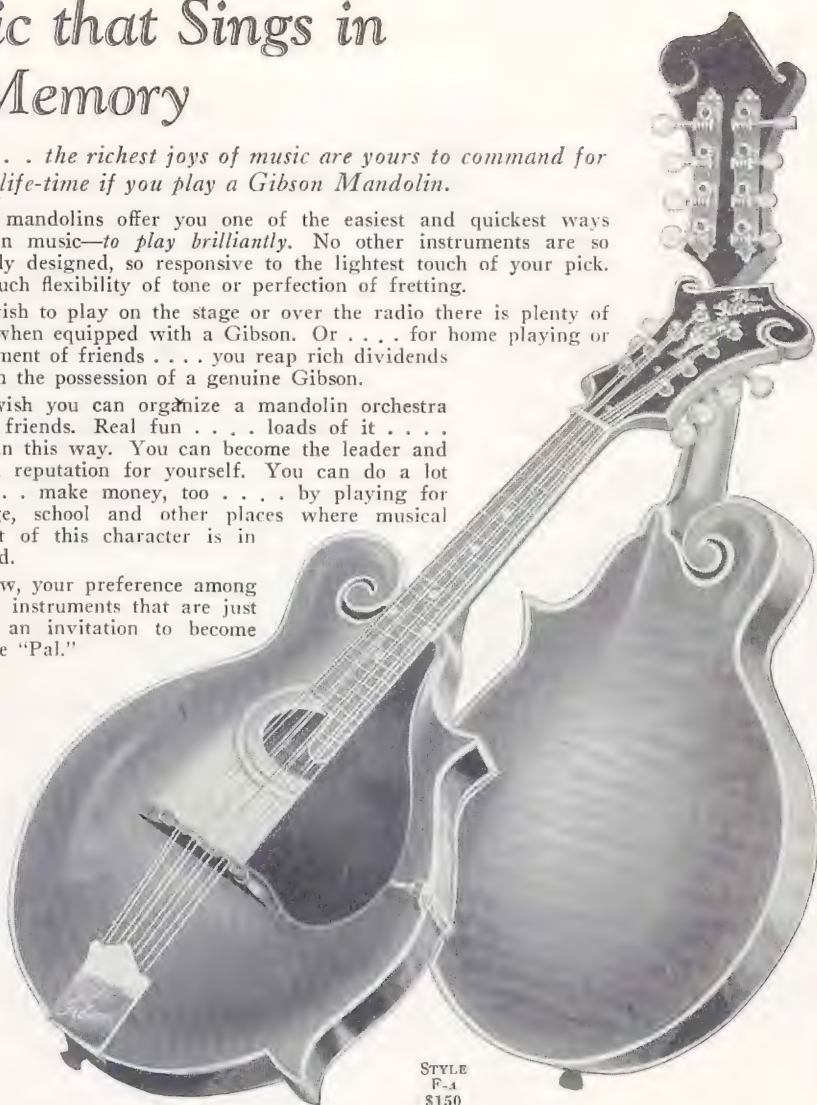 ic that Sings in
Memory
. . . the richest joys of music are yours to command for
life-time if you play a Gibson Mandolin.
mandolins offer you one of the easiest and quickest ways
n music—to play brilliantly. No other instruments are so
ly designed, so responsive to the lightest touch of your pick.
uch flexibility of tone or perfection of fretting.
ish to play on the stage or over the radio there is plenty of
when equipped with a Gibson. Or . . . . for home playing or
ment of friends . . . . you reap rich dividends
n the possession of a genuine Gibson.
wish you can organize a mandolin orchestra
friends. Real fun . . . . loads of it . . . .
n this way. You can become the leader and
reputation for yourself. You can do a lot
. . make money, too . . . . by playing for
ge, school and other places where musical
t of this character is in
d.
w, your preference among
instruments that are just
an invitation to become
e “Pal.”
The
Gibson
Gibson
STYLE
F-4
$150